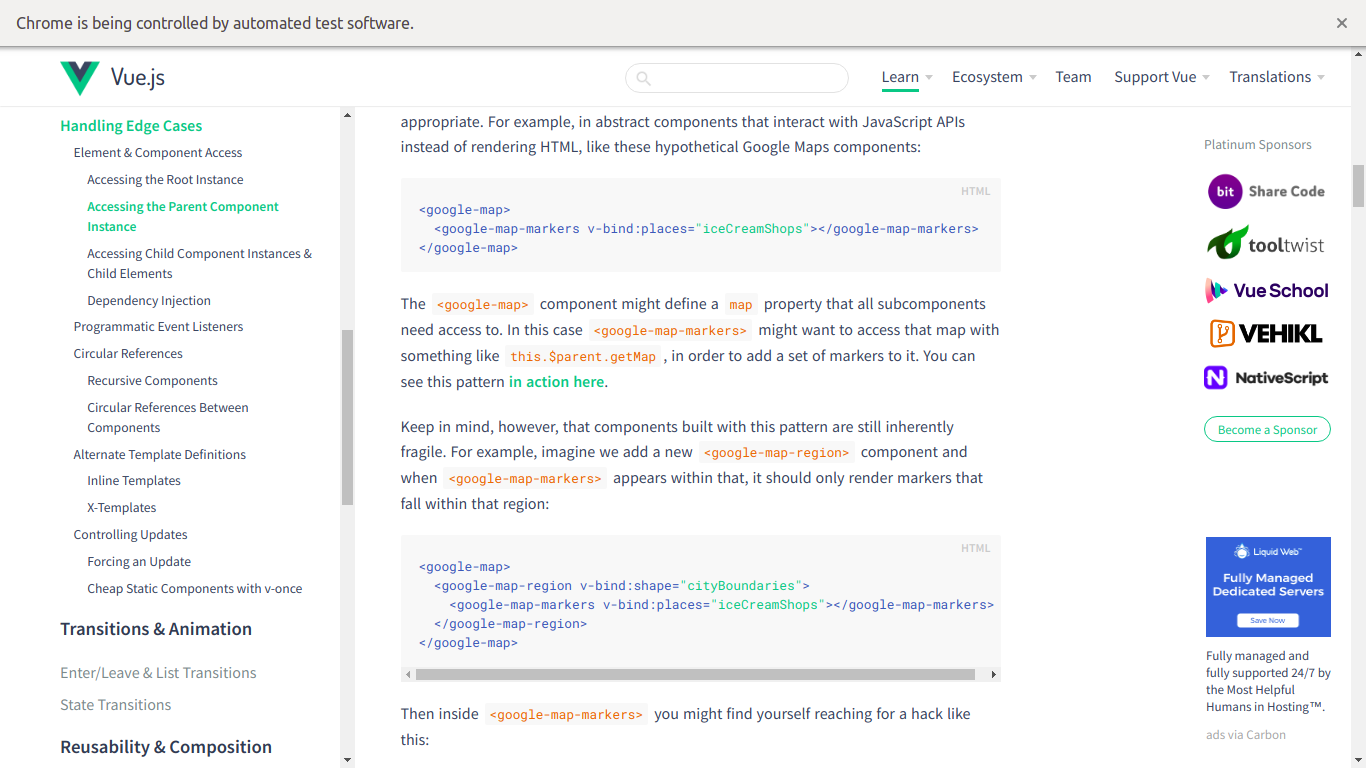 Chrome is being controlled by automated test software.
Vue.js
Learn
Ecosystem
Team
Support Vue
Translations
Handling Edge Cases
Element & Component Access
Accessing the Root Instance
Accessing the Parent Component
Instance
Accessing Child Component Instances &
Child Elements
Dependency Injection
Programmatic Event Listeners
Circular References
Recursive Components
Circular References Between
Components
Alternate Template Definitions
Inline Templates
X-Templates
Controlling Updates
Forcing an Update
Cheap Static Components with v-once
Transitions & Animation
Enter/Leave & List Transitions
State Transitions
Reusability & Composition
appropriate. For example, in abstract components that interact with JavaScript APIs
instead of rendering HTML, like these hypothetical Google Maps components:
HTML
<google-map>
<google-map-markers v-bind:places="iceCreamShops"></google-map-markers>
</google-map>
The <google-map> component might define a map property that all subcomponents
need access to. In this case <google-map-markers> might want to access that map with
something like this.$parent.getMap , in order to add a set of markers to it. You can
see this pattern in action here.
Keep in mind, however, that components built with this pattern are still inherently
fragile. For example, imagine we add a new <google-map-region> component and
when <google-map-markers> appears within that, it should only render markers that
fall within that region:
HTML
<google-map>
<google-map-region v-bind:shape="cityBoundaries">
<google-map-markers v-bind:places="iceCreamShops"></google-map-markers>
</google-map-region>
</google-map>
Then inside <google-map-markers> you might find yourself reaching for a hack like
this:
Platinum Sponsors
bit Share Code
tooltwist
Vue School
VEHIKL
NativeScript
Become a Sponsor
Liquid Web™
Fully Managed
Dedicated Servers
Save Now
Fully managed and
fully supported 24/7 by
the Most Helpful
Humans in Hosting™.
ads via Carbon